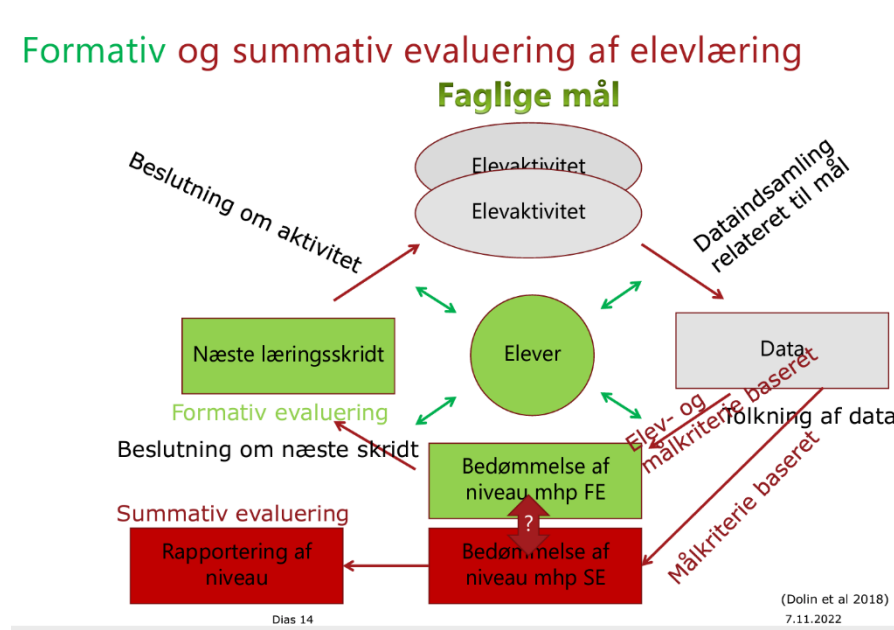 Formativ og summativ evaluering af elevlæring
Faglige mål
Beslutning om aktivitet
Elevaktivitet
Elevaktivitet
Dataindsamling
relateret til mål
Næste læringsskridt
Elever
Data
Formativ evaluering
Beslutning om næste skridt
Elev- og
målkriterie baseret
Tolkning af data
Bedømmelse af
niveau mhp FE
?
Målkriterie baseret
Summativ evaluering
Rapportering af
niveau
Bedømmelse af
niveau mhp SE
(Dolin et al 2018)
Dias 14
7.11.2022